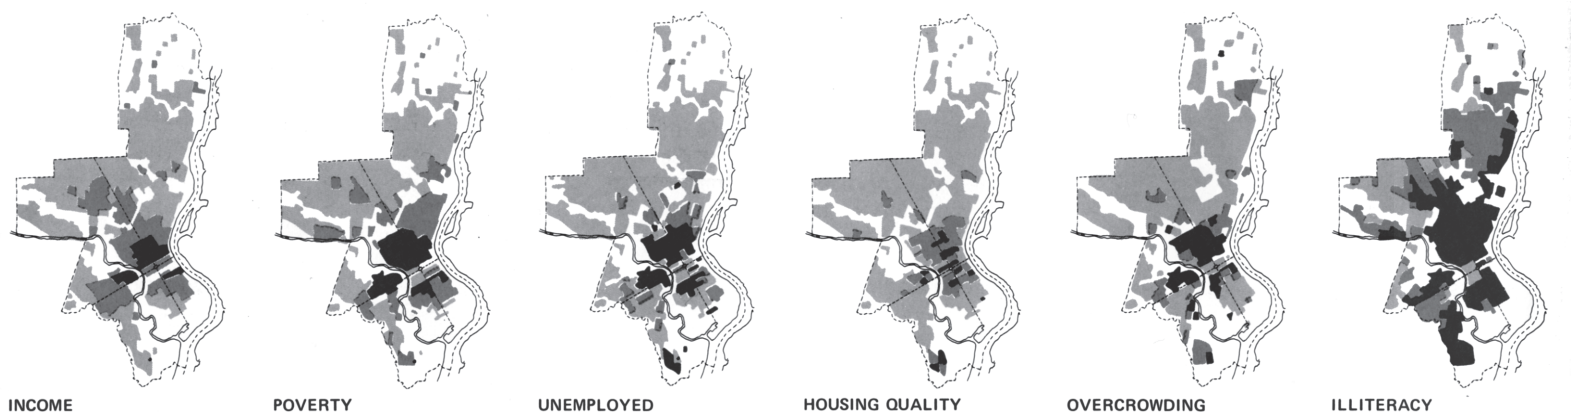 INCOME
POVERTY
UNEMPLOYED
HOUSING QUALITY
OVERCROWDING
ILLITERACY